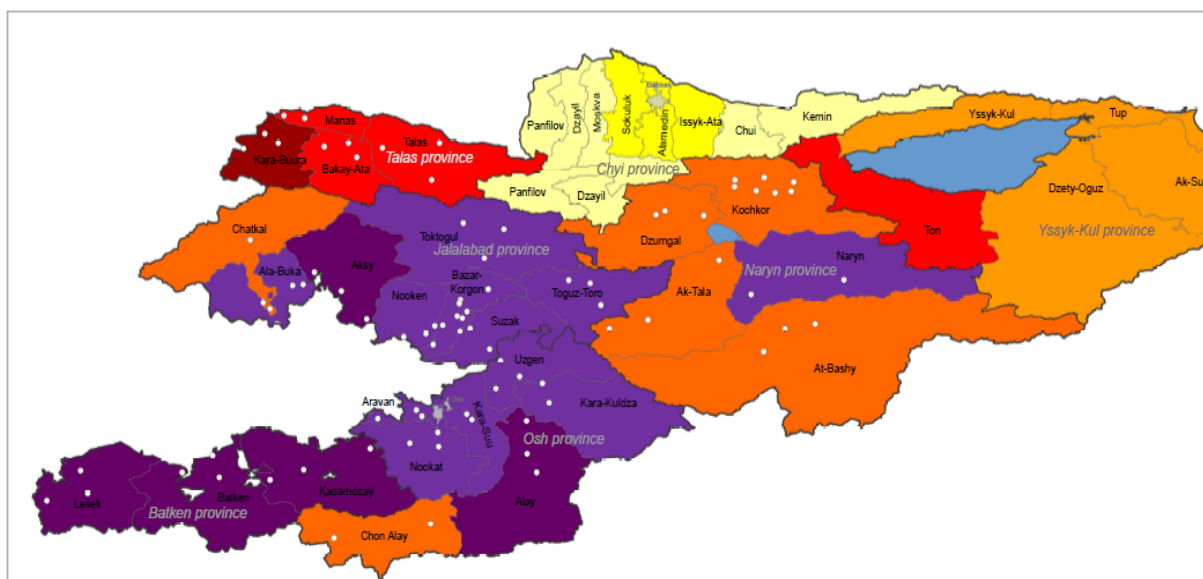 Panfilov
Dzayil
Moskva
Sokuluk
Bishkek
Alamedin
Issyk-Ata
Chui
Kemin
Yssyk-Kul
Tup
Manas
Talas
Talas province
Kara-Buura
Bakay-Ata
Chyi province
Panfilov
Dzayil
Kochkor
Dzety-Oguz
Ak-Su
Yssyk-Kul province
Ton
Chatkal
Toktogul
Jalalabad province
Dzumgal
Naryn
Naryn province
Aksy
Ala-Buka
Bazar-
Korgon
Toguz-Toro
Ak-Tala
Nooken
Suzak
Uzgen
At-Bashy
Kara-Kuldza
Aravan
Osh
Kara-Suu
Osh province
Nookat
Leilek
Batken
Batken province
Kadamdzay
Alay
Chon Alay